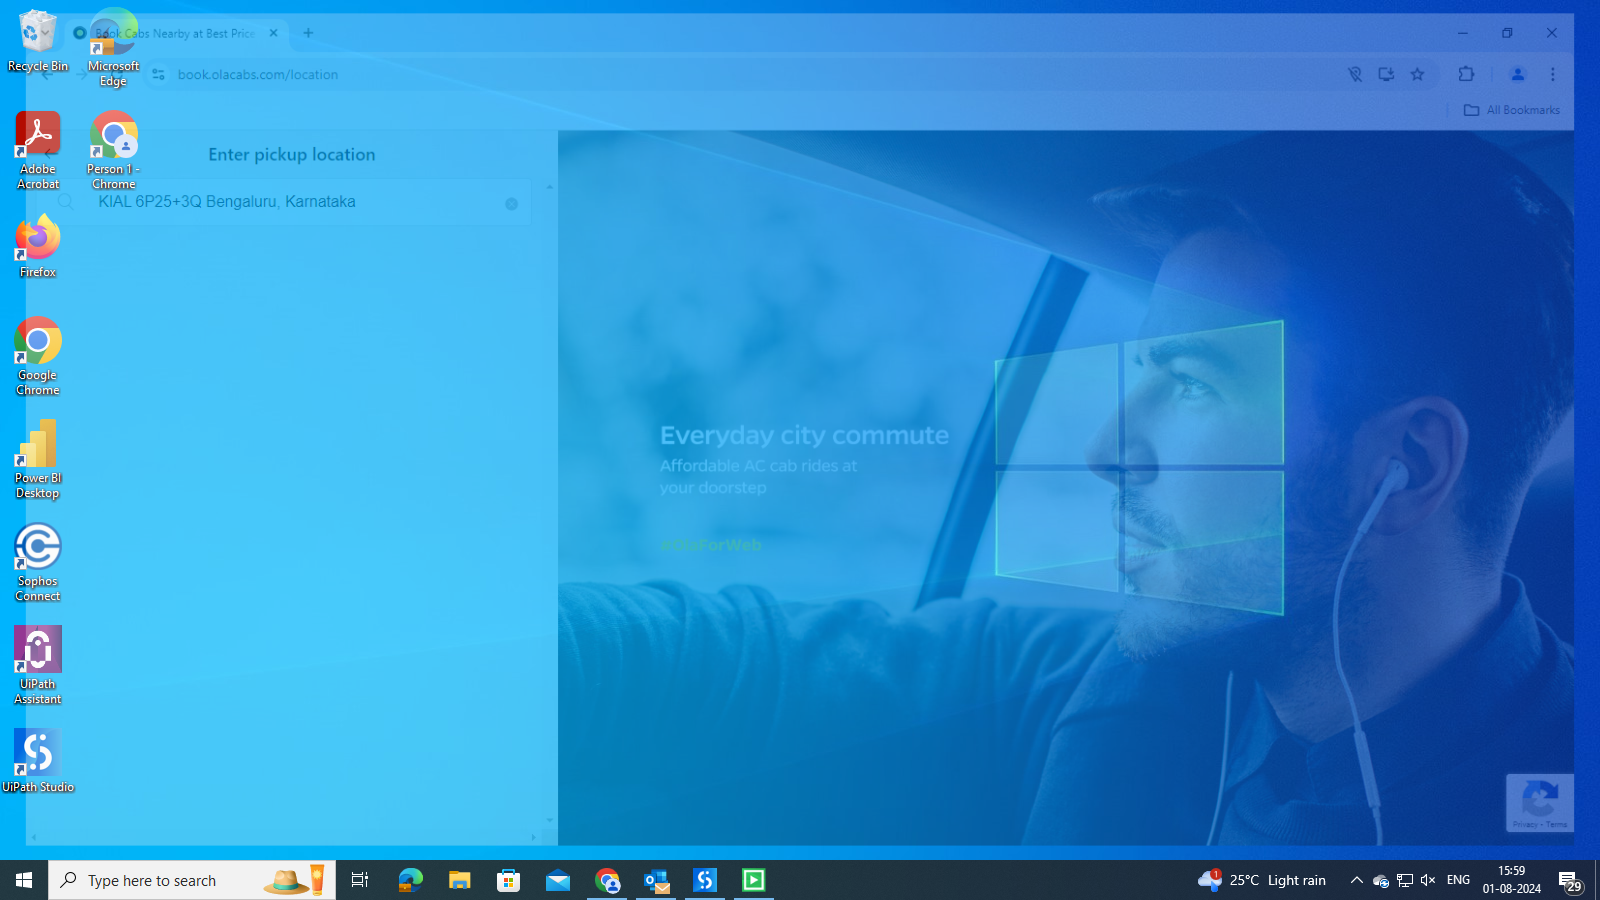 Book Cabs Nearby at Best Price
book.olacabs.com/location
All Bookmarks
Enter pickup location
KIAL 6P25+3Q Bengaluru, Karnataka
Everyday city commute
Affordable AC cab rides at
your doorstep
#OlaForWeb
Privacy - Terms
Recycle Bin
Microsoft
Edge
Adobe
Acrobat
Person 1 -
Chrome
Firefox
Google
Chrome
Power BI
Desktop
Sophos
Connect
UiPath
Assistant
UiPath Studio
Type here to search
1
25°C Light rain
ENG
15:59
01-08-2024
29